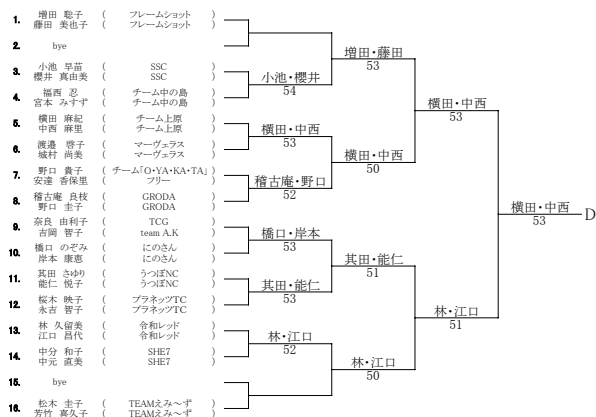 1. 増田 聡子 ( フレームショット )
藤田 美也子 ( フレームショット )
2. bye
3. 小池 早苗 ( SSC )
櫻井 真由美 ( SSC )
4. 福西 忍 ( チーム中の島 )
宮本 みすず ( チーム中の島 )
5. 横田 麻紀 ( チーム上原 )
中西 麻里 ( チーム上原 )
6. 渡邉 啓子 ( マーヴェラス )
城村 尚美 ( マーヴェラス )
7. 野口 貴子 ( チーム「O・YA・KA・TA」 )
安達 香保里 ( フリー )
8. 稽古庵 良枝 ( GRODA )
野口 圭子 ( GRODA )
9. 奈良 由利子 ( TCG )
吉岡 智子 ( team A.K )
10. 橋口 のぞみ ( にのさん )
岸本 康恵 ( にのさん )
11. 其田 さゆり ( うつぼNC )
能仁 悦子 ( うつぼNC )
12. 桜木 映子 ( プラネッツTC )
永吉 智子 ( プラネッツTC )
13. 林 久留美 ( 令和レッド )
江口 昌代 ( 令和レッド )
14. 中分 和子 ( SHE7 )
中元 直美 ( SHE7 )
15. bye
16. 松木 圭子 ( TEAMえみ〜ず )
芳竹 喜久子 ( TEAMえみ〜ず )
小池・櫻井
54
横田・中西
53
稽古庵・野口
52
橋口・岸本
53
其田・能仁
53
林・江口
52
増田・藤田
53
横田・中西
50
其田・能仁
51
林・江口
50
横田・中西
53
林・江口
51
横田・中西
53
D